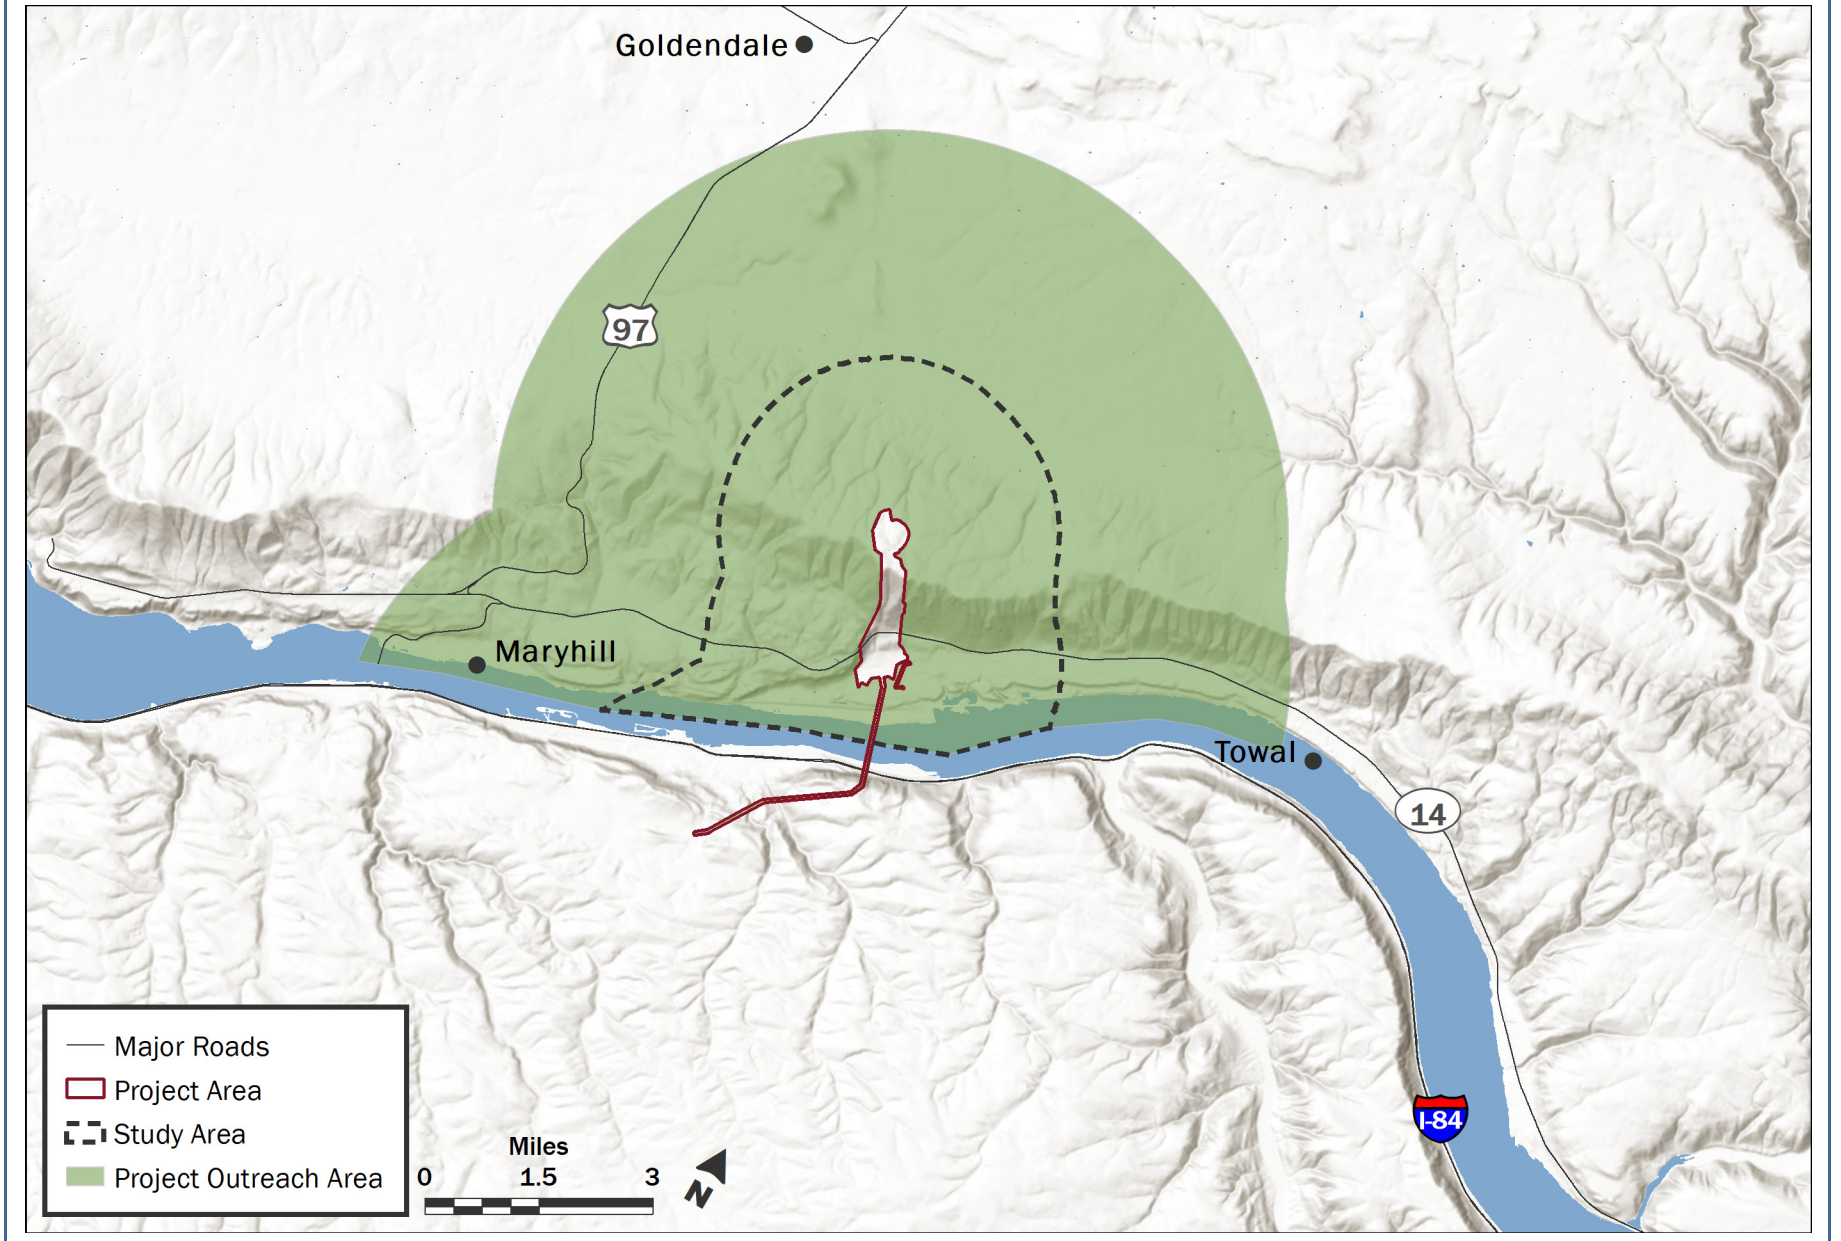 Goldendale
97
Maryhill
Towal
14
I-84
Major Roads
Project Area
Study Area
Project Outreach Area
Miles
0 1.5 3
N